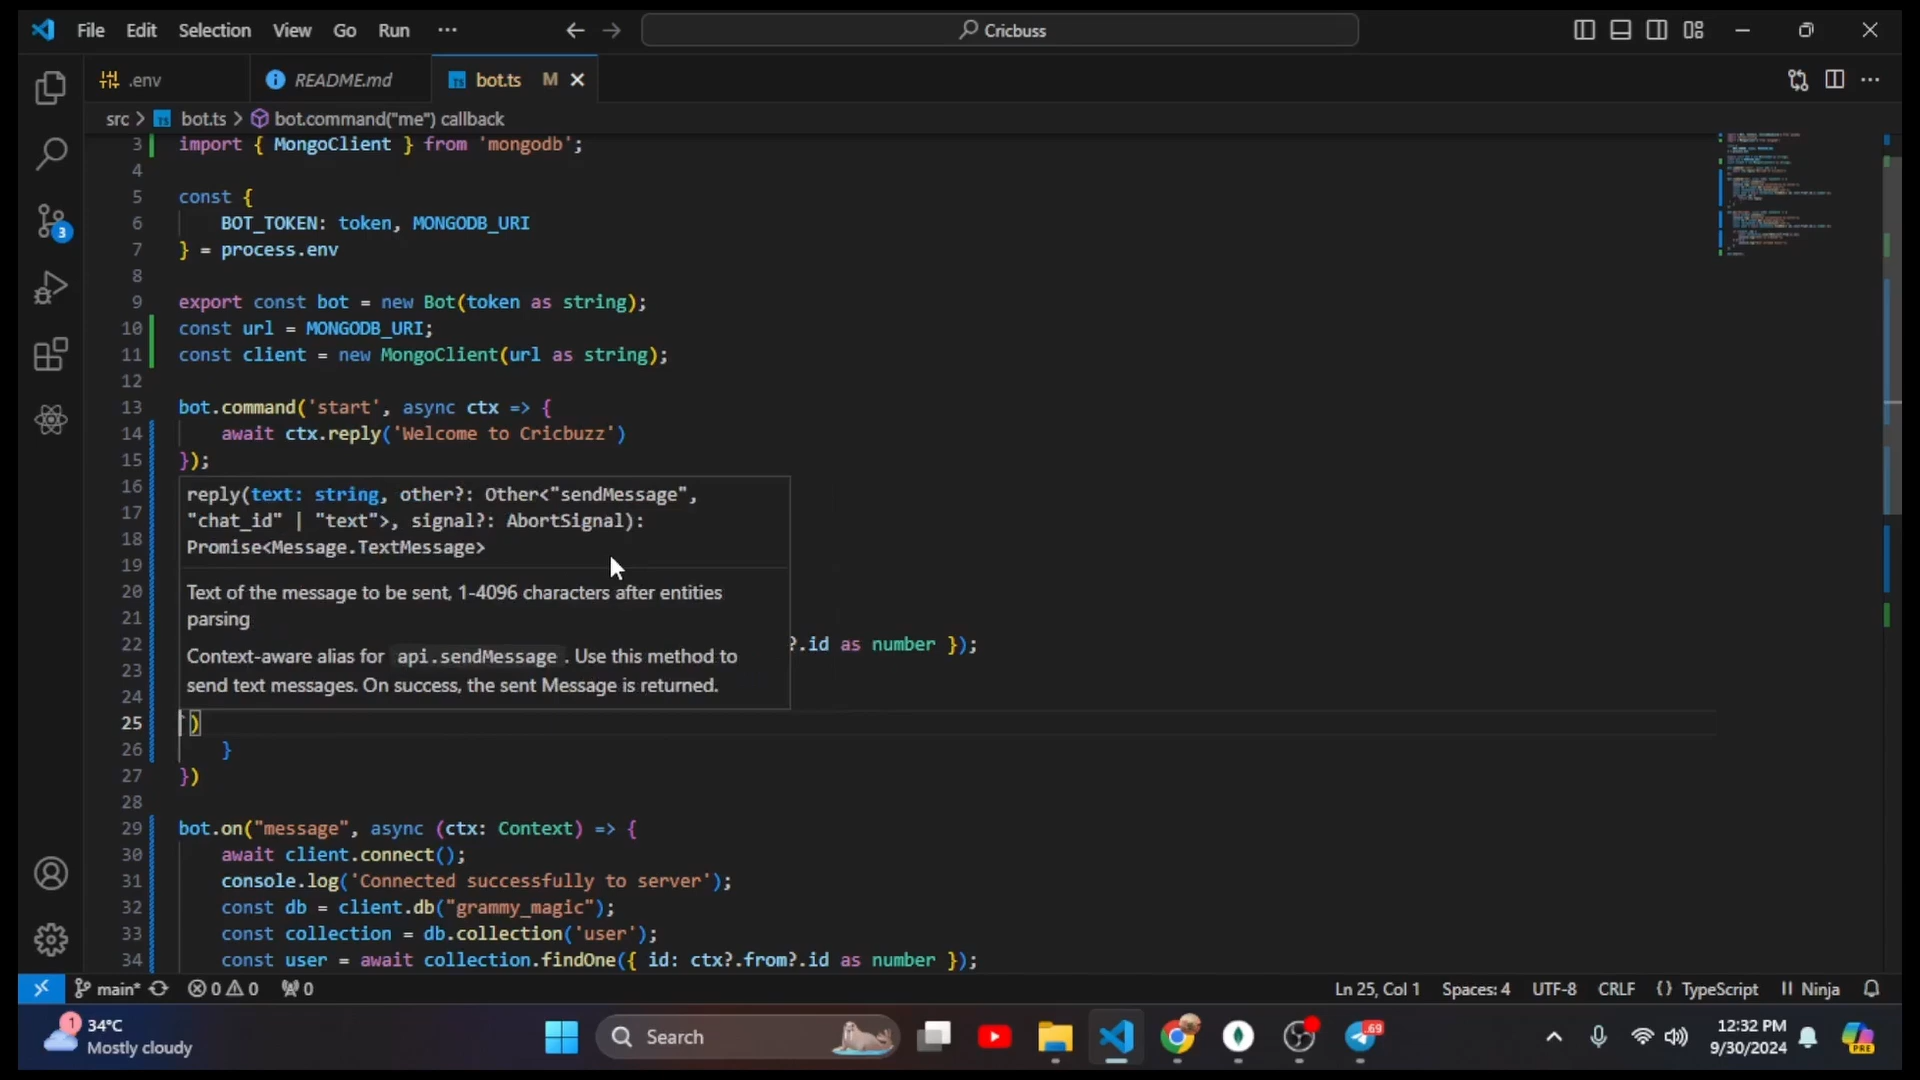 File Edit Selection View Go Run ··· Cricbuss
.env README.md bot.ts M
src > bot.ts > bot.command("me") callback
3 import { MongoClient } from 'mongodb';
4
5 const {
6 BOT_TOKEN: token, MONGODB_URI
7 } = process.env
8
9 export const bot = new Bot(token as string);
10 const url = MONGODB_URI;
11 const client = new MongoClient(url as string);
12
13 bot.command('start', async ctx => {
14 await ctx.reply('Welcome to Cricbuzz')
15 });
16
17
18
19
20
21
22 ?.id as number });
23
24
reply(text: string, other?: Other<"sendMessage",
"chat_id" | "text">, signal?: AbortSignal):
Promise<Message.TextMessage>
Text of the message to be sent, 1-4096 characters after entities
parsing
Context-aware alias for api.sendMessage . Use this method to
send text messages. On success, the sent Message is returned.
25 `)
26 }
27 })
28
29 bot.on("message", async (ctx: Context) => {
30 await client.connect();
31 console.log('Connected successfully to server');
32 const db = client.db("grammy_magic");
33 const collection = db.collection('user');
34 const user = await collection.findOne({ id: ctx?.from?.id as number });
3
main* 0 0 0 Ln 25, Col 1 Spaces: 4 UTF-8 CRLF {} TypeScript Ninja
1 34°C
Mostly cloudy
Search
69
12:32 PM
9/30/2024
PRE